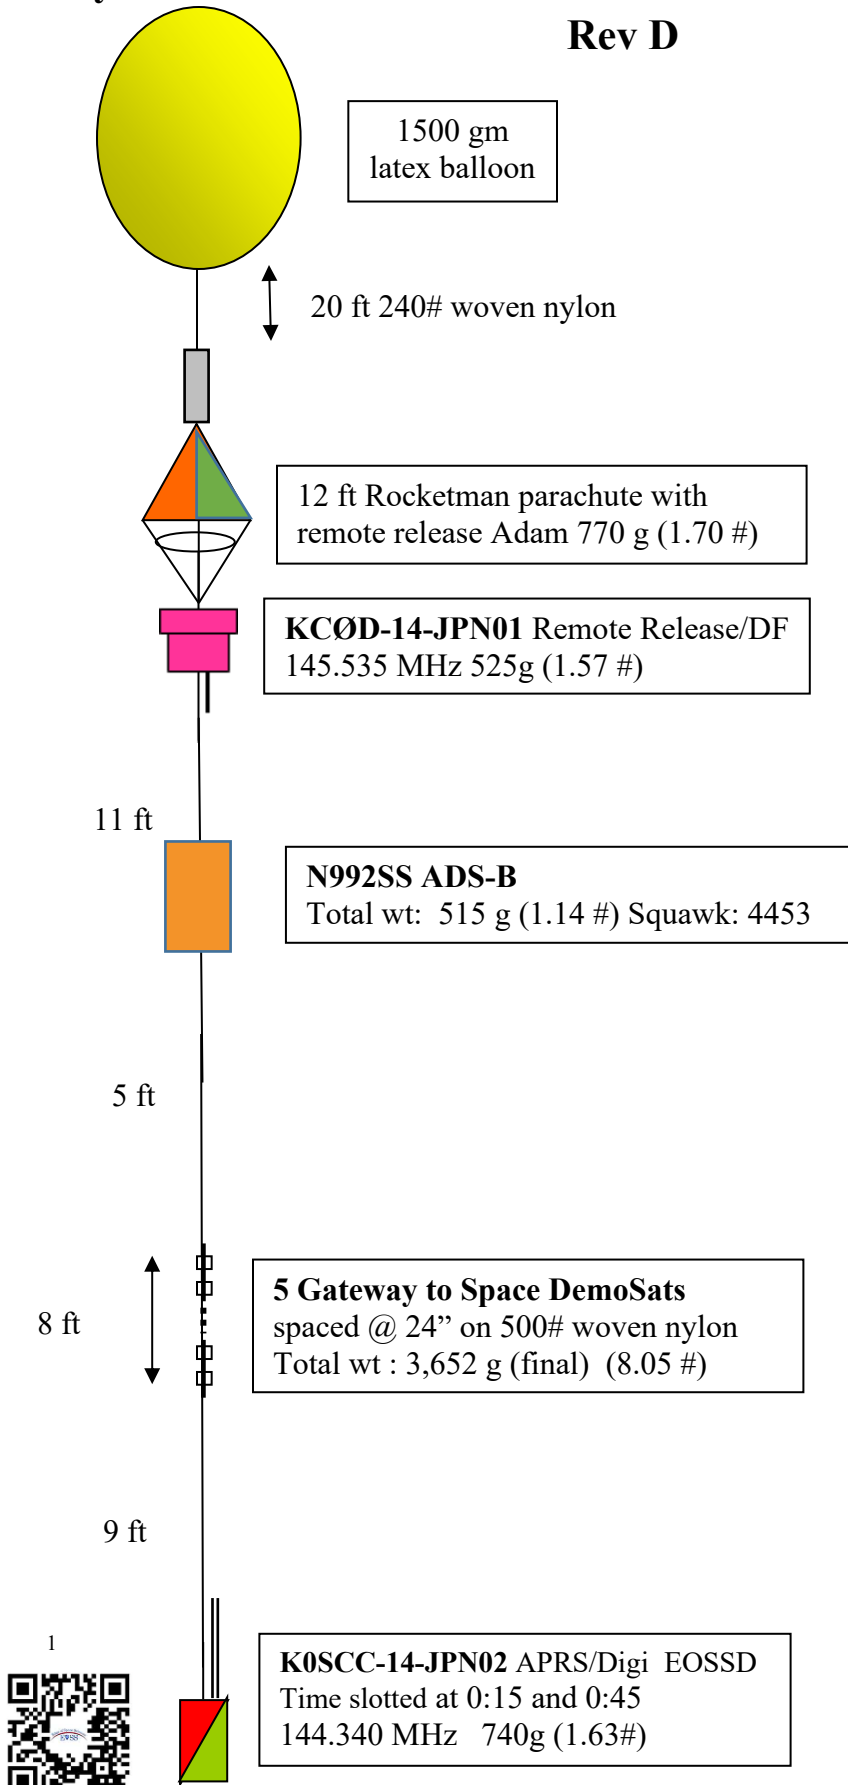 Rev D
1500 gm
latex balloon
20 ft 240# woven nylon
12 ft Rocketman parachute with
remote release Adam 770 g (1.70 #)
KCØD-14-JPN01 Remote Release/DF
145.535 MHz 525g (1.57 #)
11 ft
N992SS ADS-B
Total wt:  515 g (1.14 #) Squawk: 4453
5 ft
5 Gateway to Space DemoSats
spaced @ 24” on 500# woven nylon
Total wt : 3,652 g (final)  (8.05 #)
8 ft
9 ft
K0SCC-14-JPN02 APRS/Digi  EOSSD
Time slotted at 0:15 and 0:45
144.340 MHz   740g (1.63#)
1